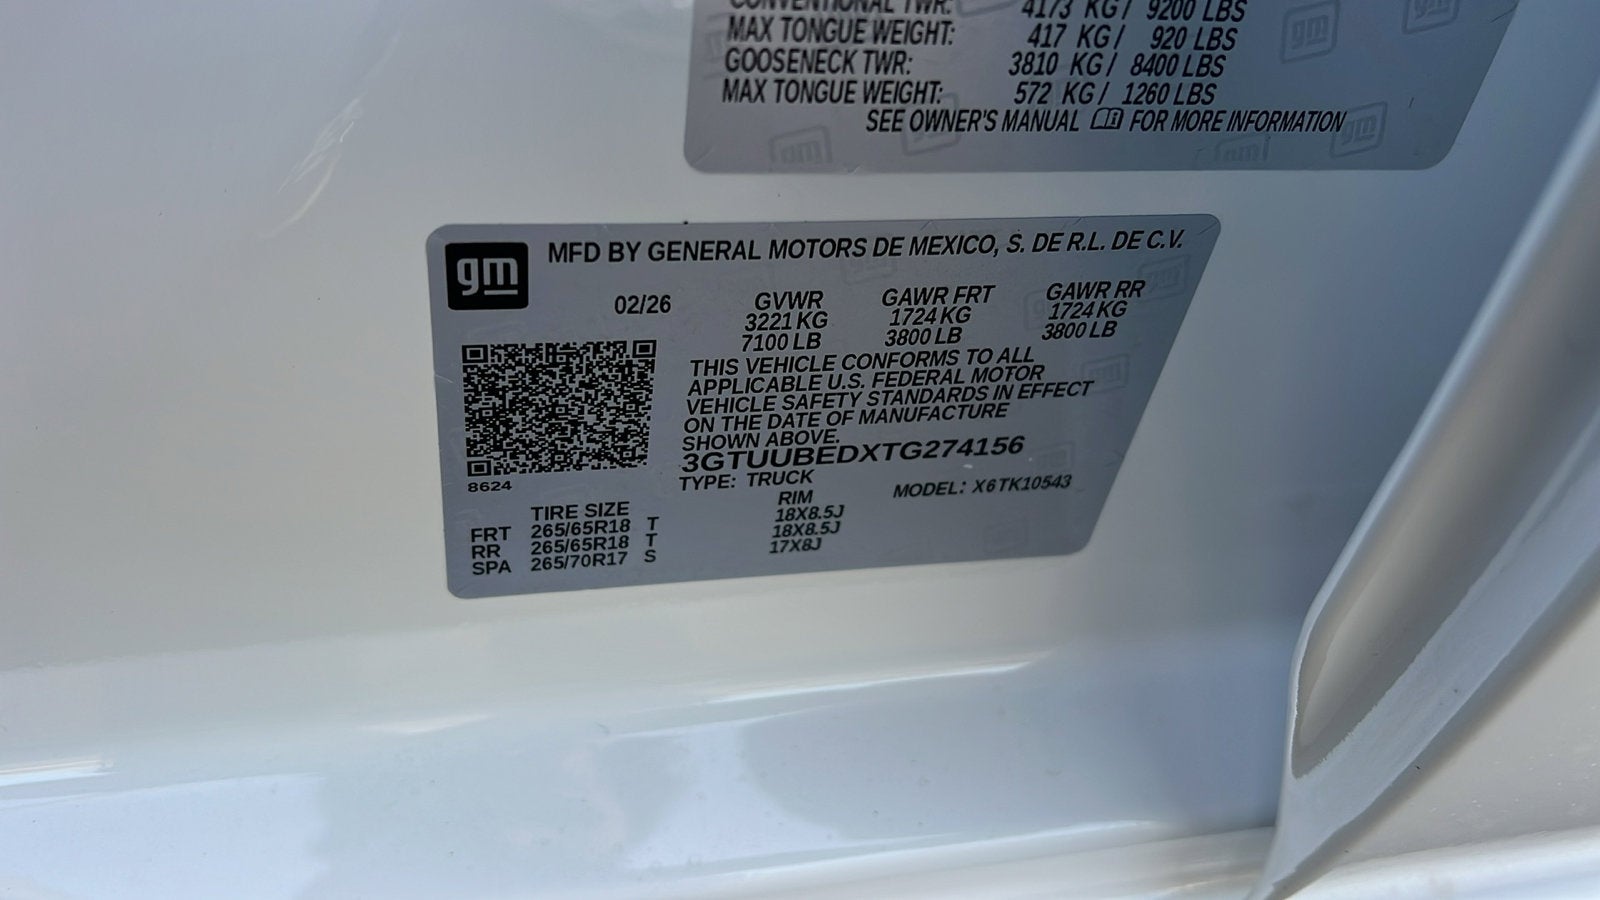 CONVENTIONAL TWR: 4173 KG / 9200 LBS
MAX TONGUE WEIGHT: 417 KG / 920 LBS
GOOSENECK TWR: 3810 KG / 8400 LBS
MAX TONGUE WEIGHT: 572 KG / 1260 LBS
SEE OWNER'S MANUAL FOR MORE INFORMATION
gm
MFD BY GENERAL MOTORS DE MEXICO, S. DE R.L. DE C.V.
02/26 GVWR GAWR FRT GAWR RR
3221 KG 1724 KG 1724 KG
7100 LB 3800 LB 3800 LB
THIS VEHICLE CONFORMS TO ALL
APPLICABLE U.S. FEDERAL MOTOR
VEHICLE SAFETY STANDARDS IN EFFECT
ON THE DATE OF MANUFACTURE
SHOWN ABOVE.
3GTUUBEDXTG274156
8624
TYPE: TRUCK MODEL: X6TK10543
TIRE SIZE RIM
FRT 265/65R18 T 18X8.5J
RR 265/65R18 T 18X8.5J
SPA 265/70R17 S 17X8J